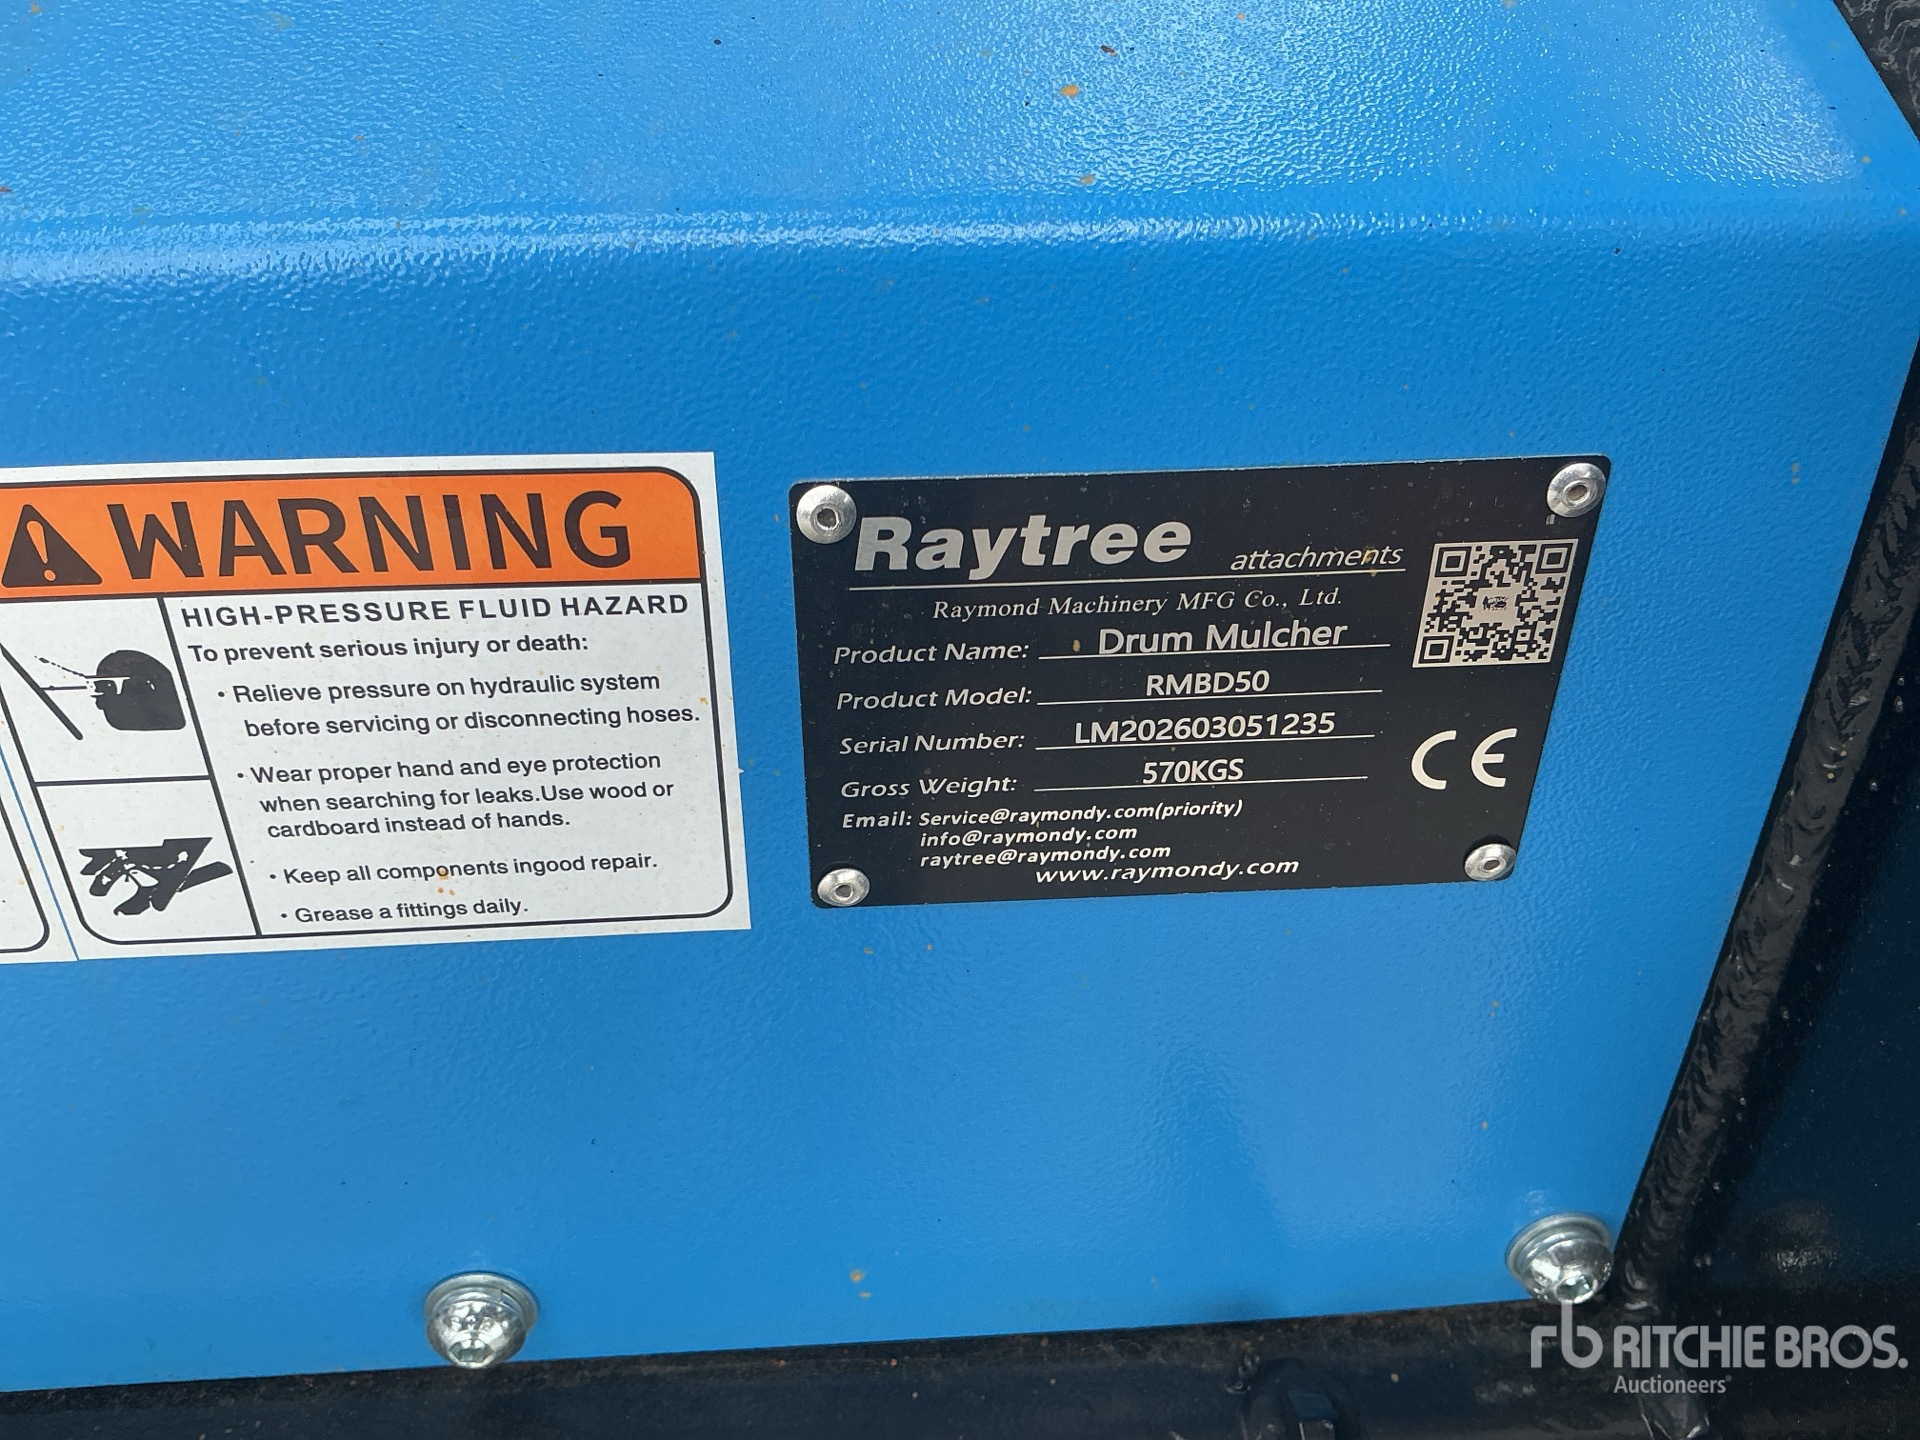 WARNING
HIGH-PRESSURE FLUID HAZARD
To prevent serious injury or death:
• Relieve pressure on hydraulic system
before servicing or disconnecting hoses.
• Wear proper hand and eye protection
when searching for leaks.Use wood or
cardboard instead of hands.
• Keep all components ingood repair.
• Grease a fittings daily.
Raytree attachments
Raymond Machinery MFG Co., Ltd.
Product Name: Drum Mulcher
Product Model: RMBD50
Serial Number: LM202603051235
Gross Weight: 570KGS
Email: Service@raymondy.com(priority)
info@raymondy.com
raytree@raymondy.com
www.raymondy.com
CE
rb RITCHIE BROS.
Auctioneers